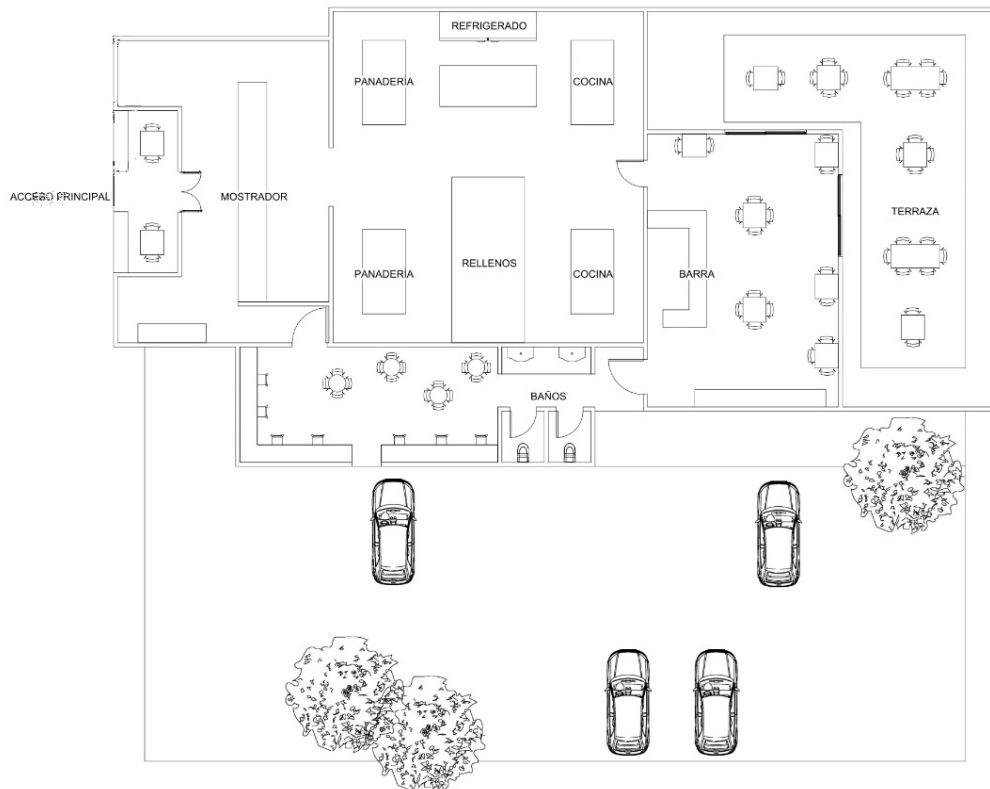 REFRIGERADO
PANADERÍA
COCINA
ACCESO PRINCIPAL
MOSTRADOR
TERRAZA
PANADERÍA
RELLENOS
COCINA
BARRA
BAÑOS